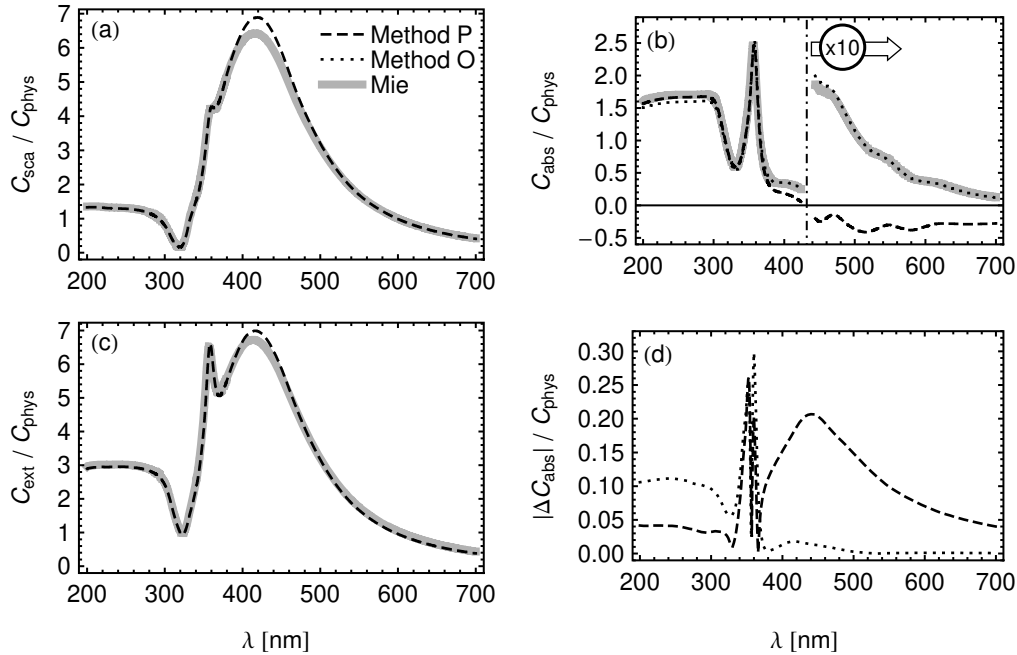 (a)
Method P
Method O
Mie
C_sca / C_phys
7
6
5
4
3
2
1
0
200 300 400 500 600 700
(b)
x10
C_abs / C_phys
2.5
2.0
1.5
1.0
0.5
0.0
−0.5
200 300 400 500 600 700
(c)
C_ext / C_phys
7
6
5
4
3
2
1
0
200 300 400 500 600 700
λ [nm]
(d)
|ΔC_abs| / C_phys
0.30
0.25
0.20
0.15
0.10
0.05
0.00
200 300 400 500 600 700
λ [nm]